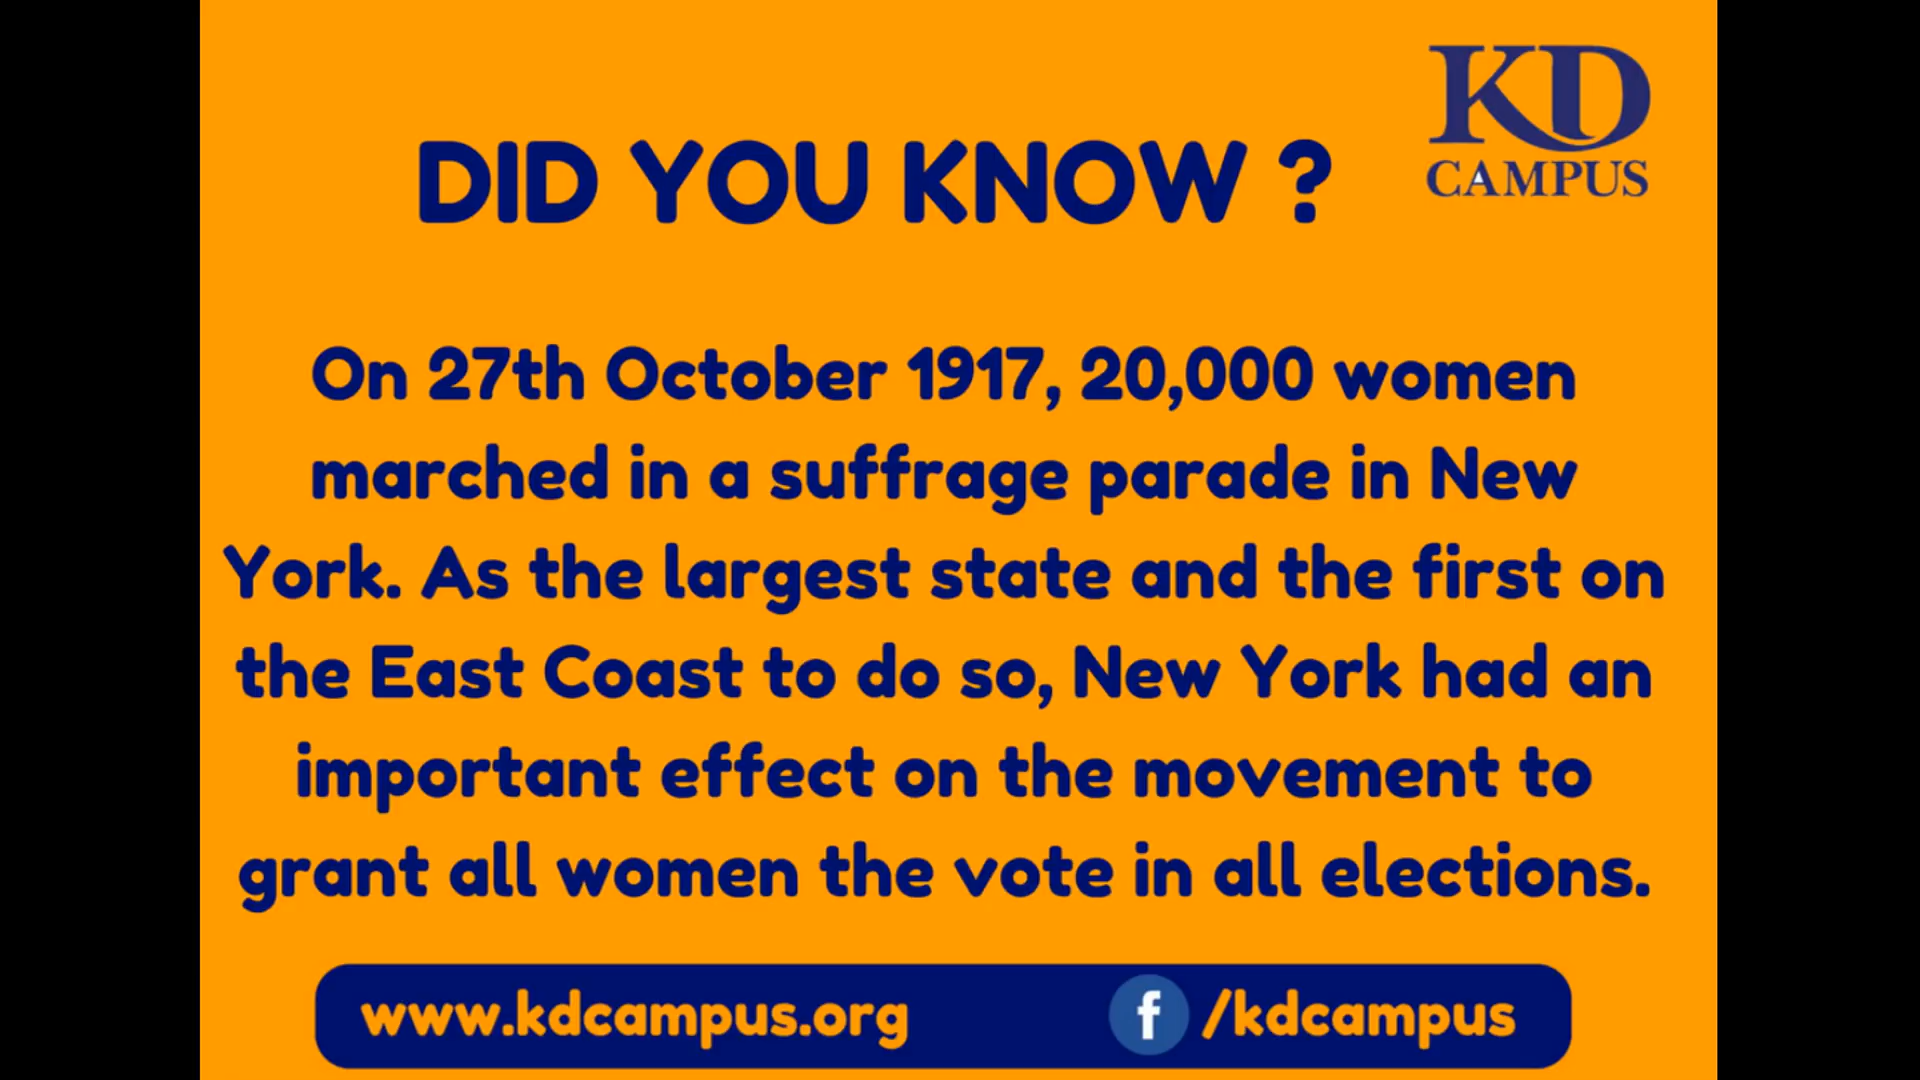 KD
CAMPUS
DID YOU KNOW ?
On 27th October 1917, 20,000 women
marched in a suffrage parade in New
York. As the largest state and the first on
the East Coast to do so, New York had an
important effect on the movement to
grant all women the vote in all elections.
www.kdcampus.org
f /kdcampus